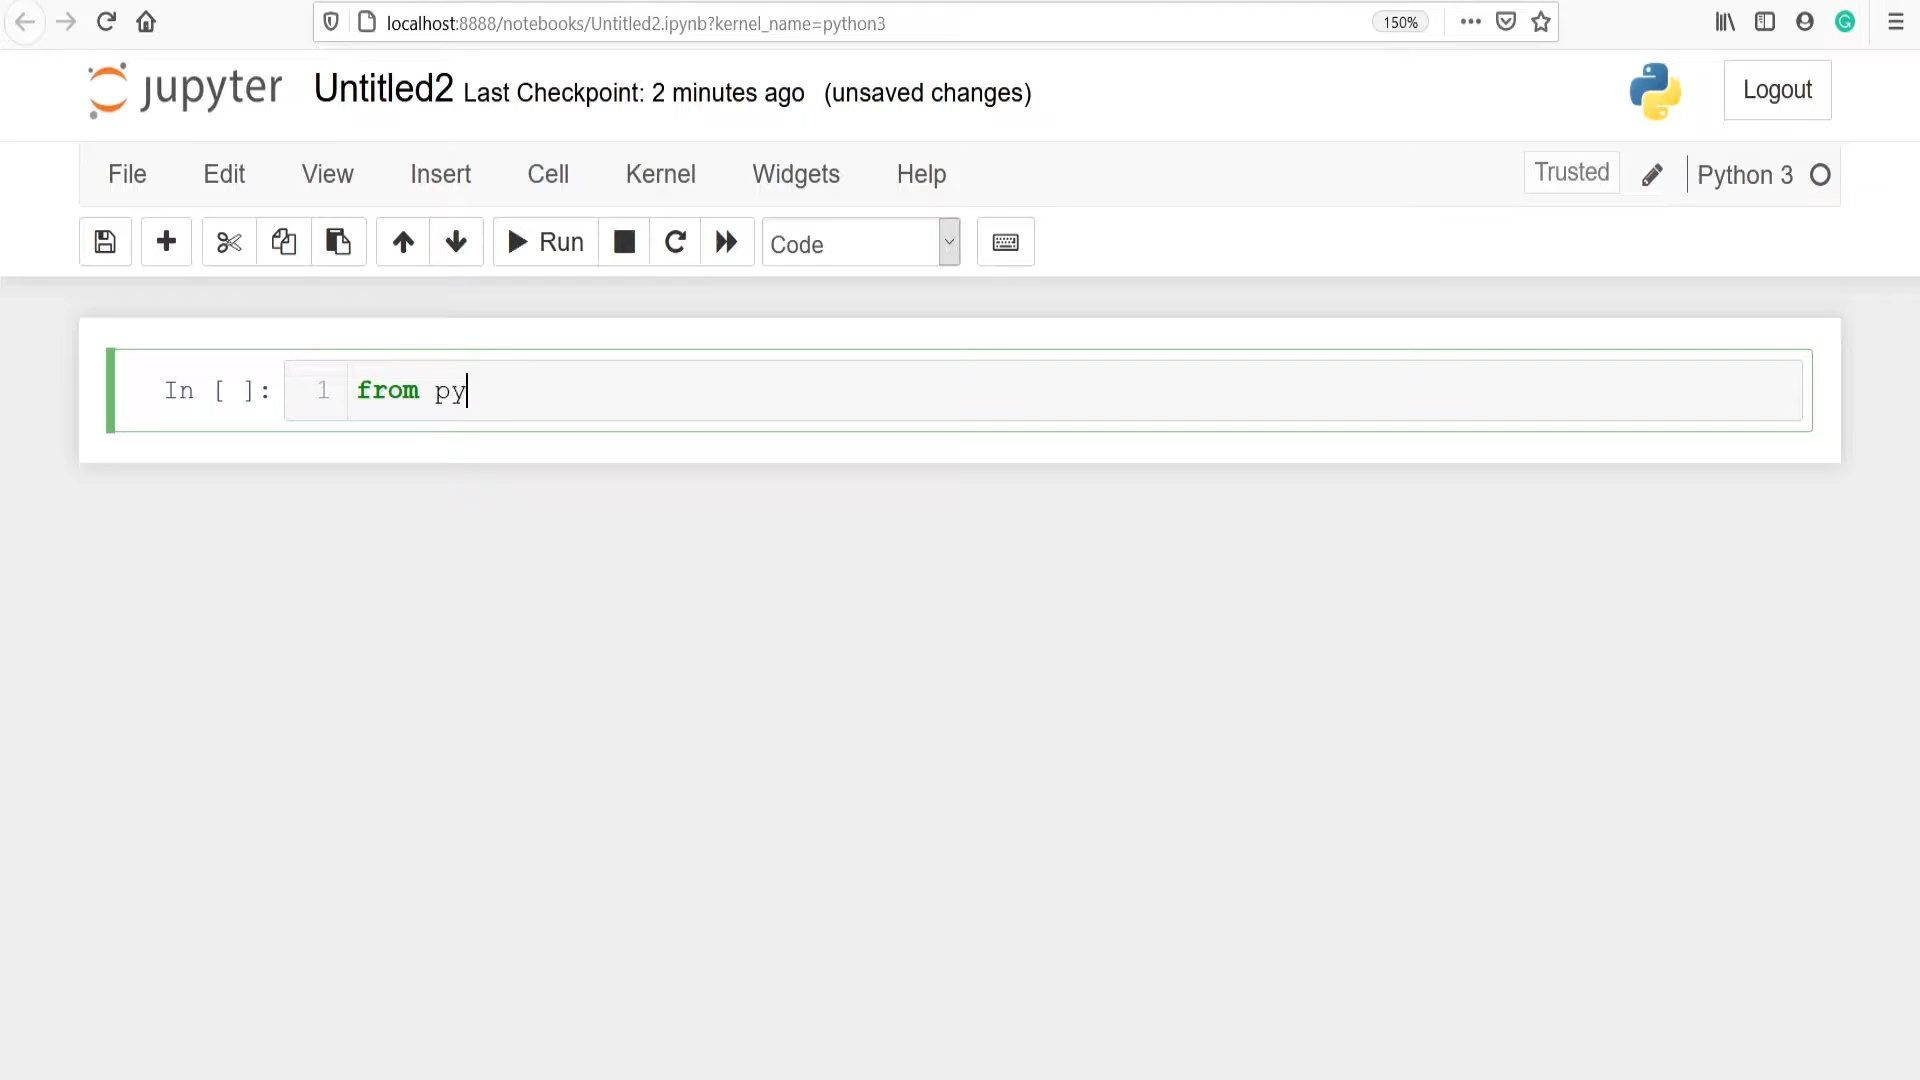 localhost:8888/notebooks/Untitled2.ipynb?kernel_name=python3 150%
jupyter Untitled2 Last Checkpoint: 2 minutes ago (unsaved changes) Logout
File Edit View Insert Cell Kernel Widgets Help Trusted Python 3
Run Code
In [ ]: 1 from py